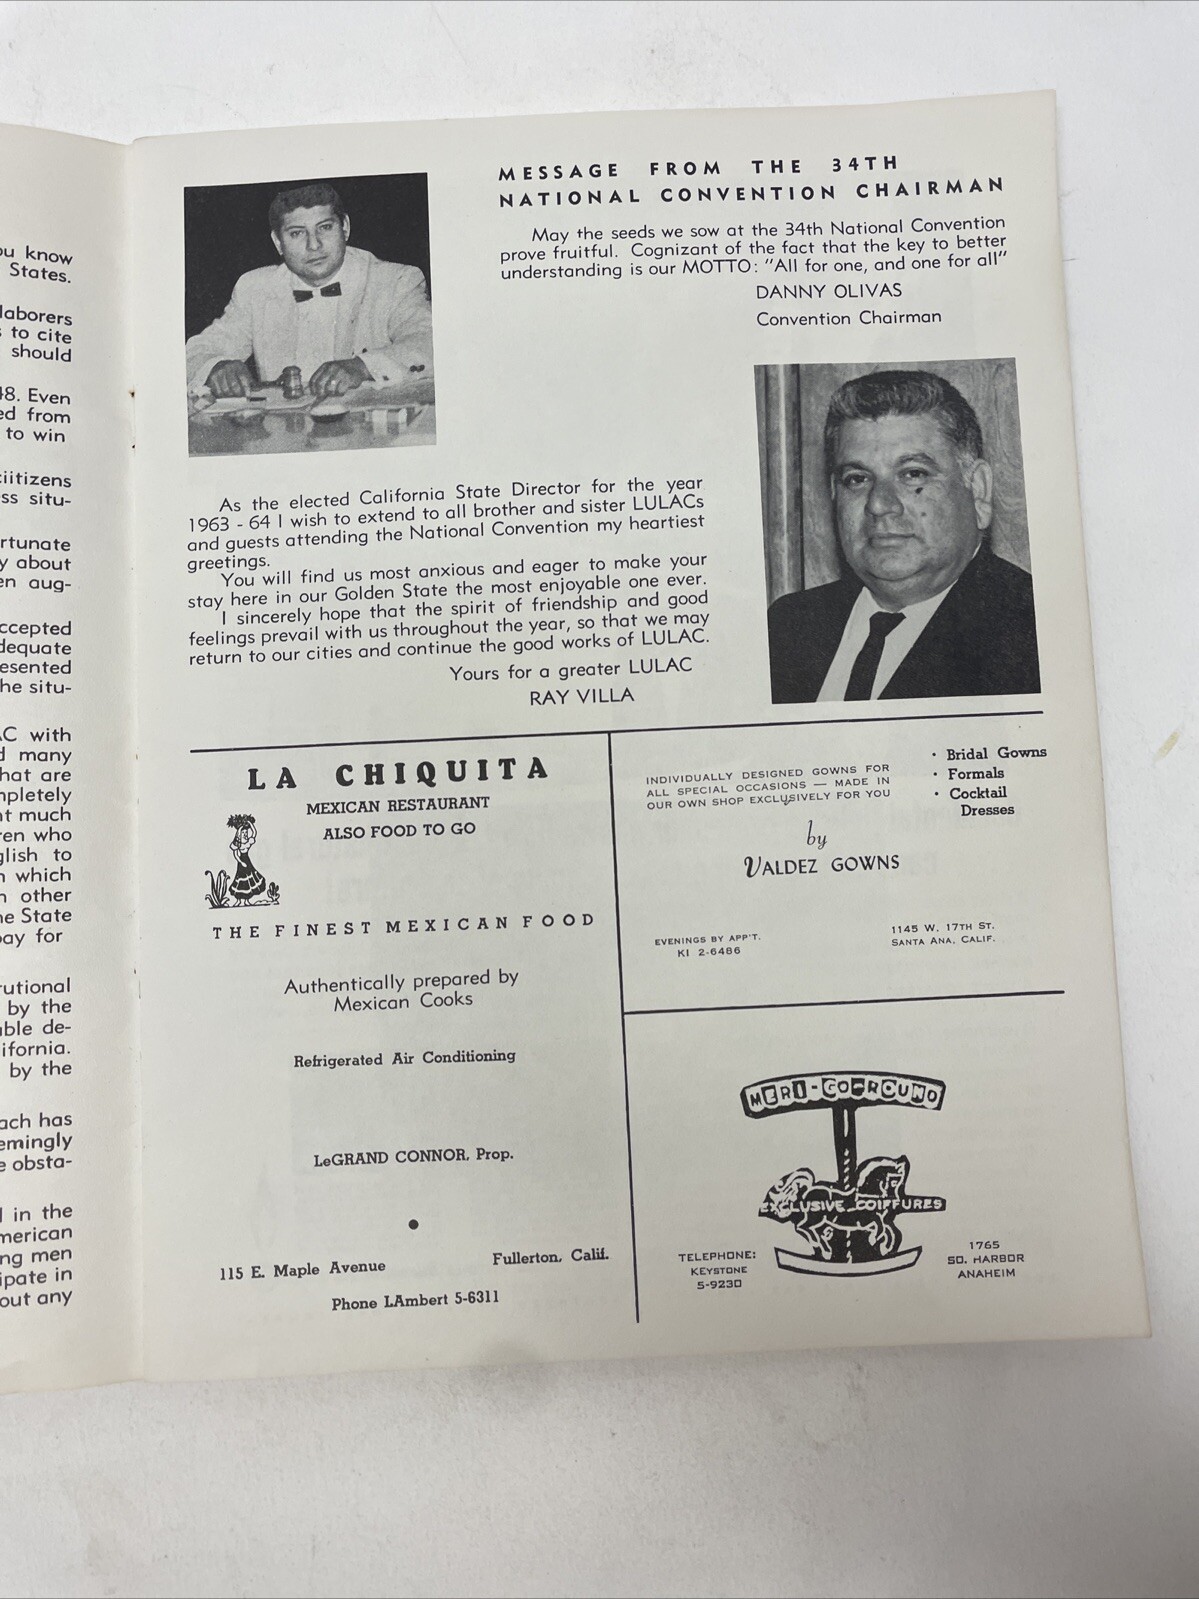 ou know
States.
laborers
s to cite
should
48. Even
ed from
to win
ciitizens
ss situ-
rtunate
y about
en aug-
ccepted
dequate
esented
he situ-
AC with
d many
hat are
mpletely
nt much
ren who
glish to
n which
n other
he State
pay for
rutional
by the
able de-
ifornia.
by the
ach has
emingly
e obsta-
l in the
merican
ng men
ipate in
out any
MESSAGE FROM THE 34TH
NATIONAL CONVENTION CHAIRMAN
May the seeds we sow at the 34th National Convention
prove fruitful. Cognizant of the fact that the key to better
understanding is our MOTTO: "All for one, and one for all"
DANNY OLIVAS
Convention Chairman
As the elected California State Director for the year
1963 - 64 I wish to extend to all brother and sister LULACs
and guests attending the National Convention my heartiest
greetings.
You will find us most anxious and eager to make your
stay here in our Golden State the most enjoyable one ever.
I sincerely hope that the spirit of friendship and good
feelings prevail with us throughout the year, so that we may
return to our cities and continue the good works of LULAC.
Yours for a greater LULAC
RAY VILLA
LA CHIQUITA
MEXICAN RESTAURANT
ALSO FOOD TO GO
THE FINEST MEXICAN FOOD
Authentically prepared by
Mexican Cooks
Refrigerated Air Conditioning
LeGRAND CONNOR, Prop.
115 E. Maple Avenue Fullerton, Calif.
Phone LAmbert 5-6311
INDIVIDUALLY DESIGNED GOWNS FOR
ALL SPECIAL OCCASIONS — MADE IN
OUR OWN SHOP EXCLUSIVELY FOR YOU
• Bridal Gowns
• Formals
• Cocktail
Dresses
by
VALDEZ GOWNS
EVENINGS BY APP'T.
KI 2-6486
1145 W. 17TH ST.
SANTA ANA, CALIF.
MERI-GO-ROUND
EXCLUSIVE COIFFURES
TELEPHONE:
KEYSTONE
5-9230
1765
SO. HARBOR
ANAHEIM